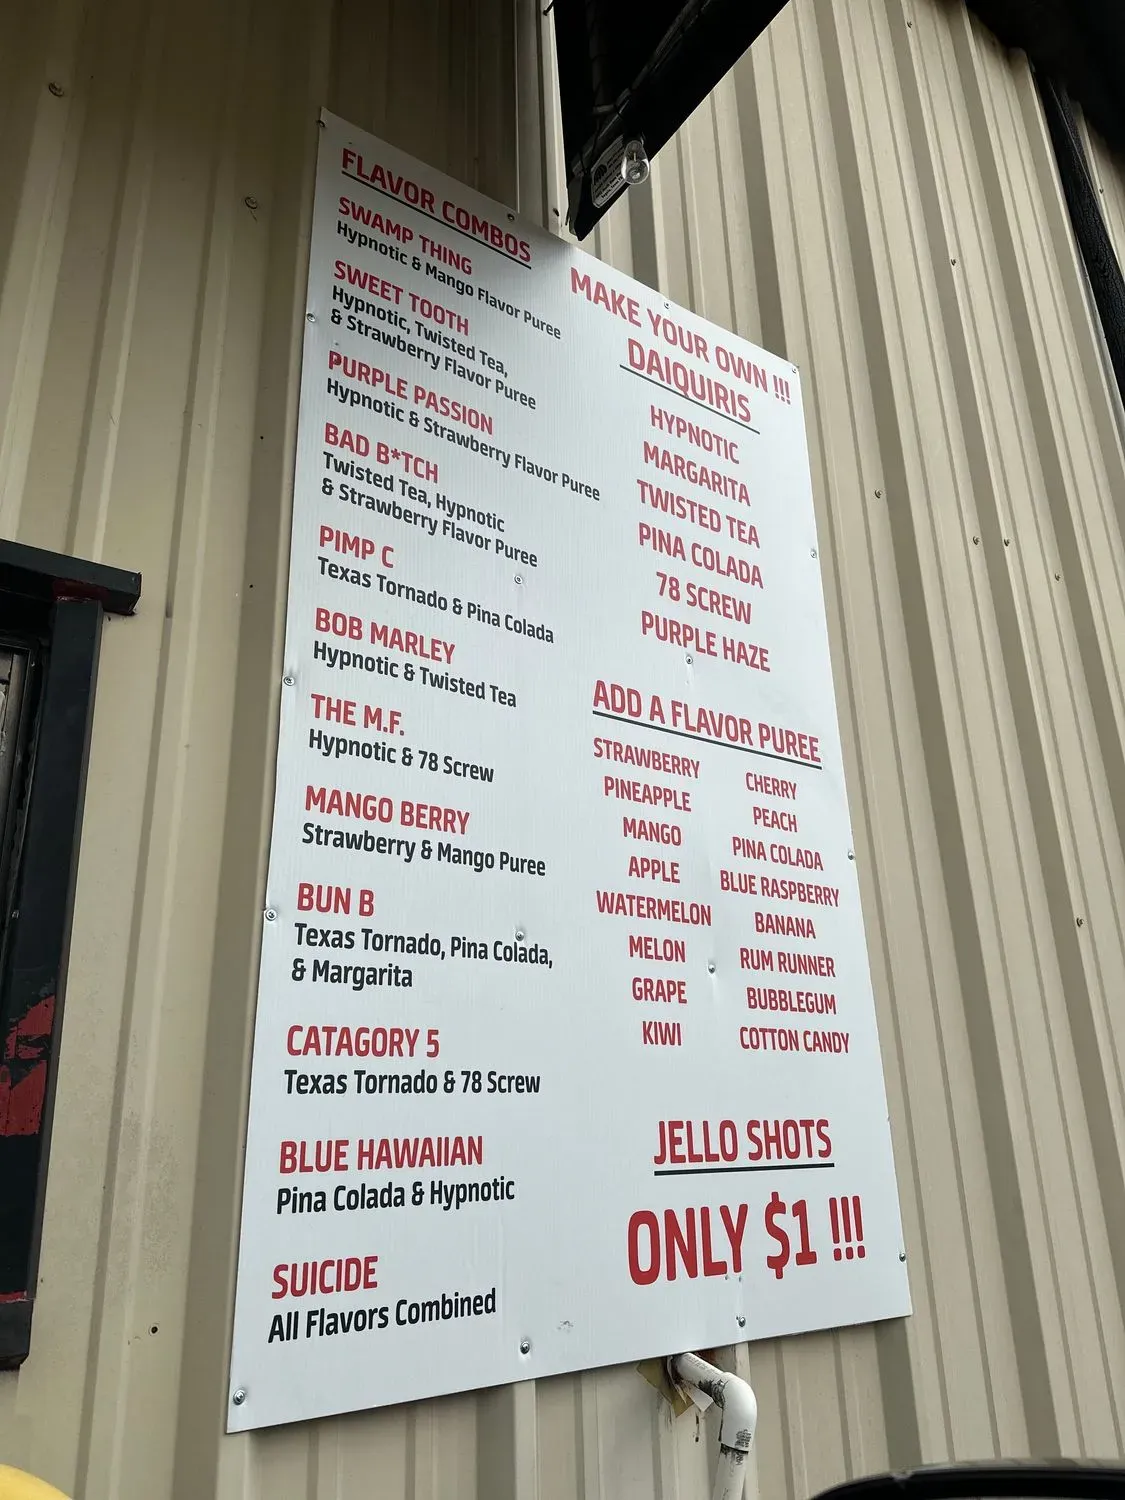 FLAVOR COMBOS
SWAMP THING
Hypnotic & Mango Flavor Puree
SWEET TOOTH
Hypnotic, Twisted Tea,
& Strawberry Flavor Puree
PURPLE PASSION
Hypnotic & Strawberry Flavor Puree
BAD B*TCH
Twisted Tea, Hypnotic
& Strawberry Flavor Puree
PIMP C
Texas Tornado & Pina Colada
BOB MARLEY
Hypnotic & Twisted Tea
THE M.F.
Hypnotic & 78 Screw
MANGO BERRY
Strawberry & Mango Puree
BUN B
Texas Tornado, Pina Colada,
& Margarita
CATAGORY 5
Texas Tornado & 78 Screw
BLUE HAWAIIAN
Pina Colada & Hypnotic
SUICIDE
All Flavors Combined
MAKE YOUR OWN !!!
DAIQUIRIS
HYPNOTIC
MARGARITA
TWISTED TEA
PINA COLADA
78 SCREW
PURPLE HAZE
ADD A FLAVOR PUREE
STRAWBERRY
PINEAPPLE
MANGO
APPLE
WATERMELON
MELON
GRAPE
KIWI
CHERRY
PEACH
PINA COLADA
BLUE RASPBERRY
BANANA
RUM RUNNER
BUBBLEGUM
COTTON CANDY
JELLO SHOTS
ONLY $1 !!!